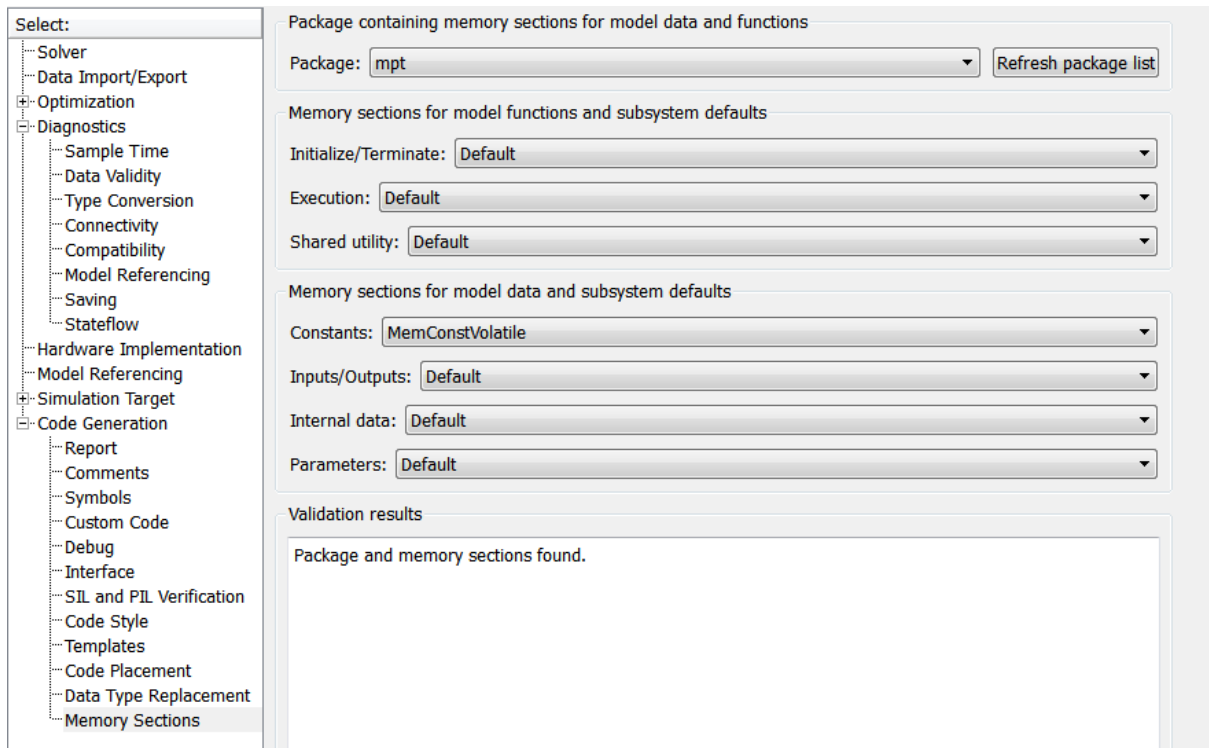 Select:
Solver
Data Import/Export
Optimization
Diagnostics
Sample Time
Data Validity
Type Conversion
Connectivity
Compatibility
Model Referencing
Saving
Stateflow
Hardware Implementation
Model Referencing
Simulation Target
Code Generation
Report
Comments
Symbols
Custom Code
Debug
Interface
SIL and PIL Verification
Code Style
Templates
Code Placement
Data Type Replacement
Memory Sections
Package containing memory sections for model data and functions
Package: mpt Refresh package list
Memory sections for model functions and subsystem defaults
Initialize/Terminate: Default
Execution: Default
Shared utility: Default
Memory sections for model data and subsystem defaults
Constants: MemConstVolatile
Inputs/Outputs: Default
Internal data: Default
Parameters: Default
Validation results
Package and memory sections found.